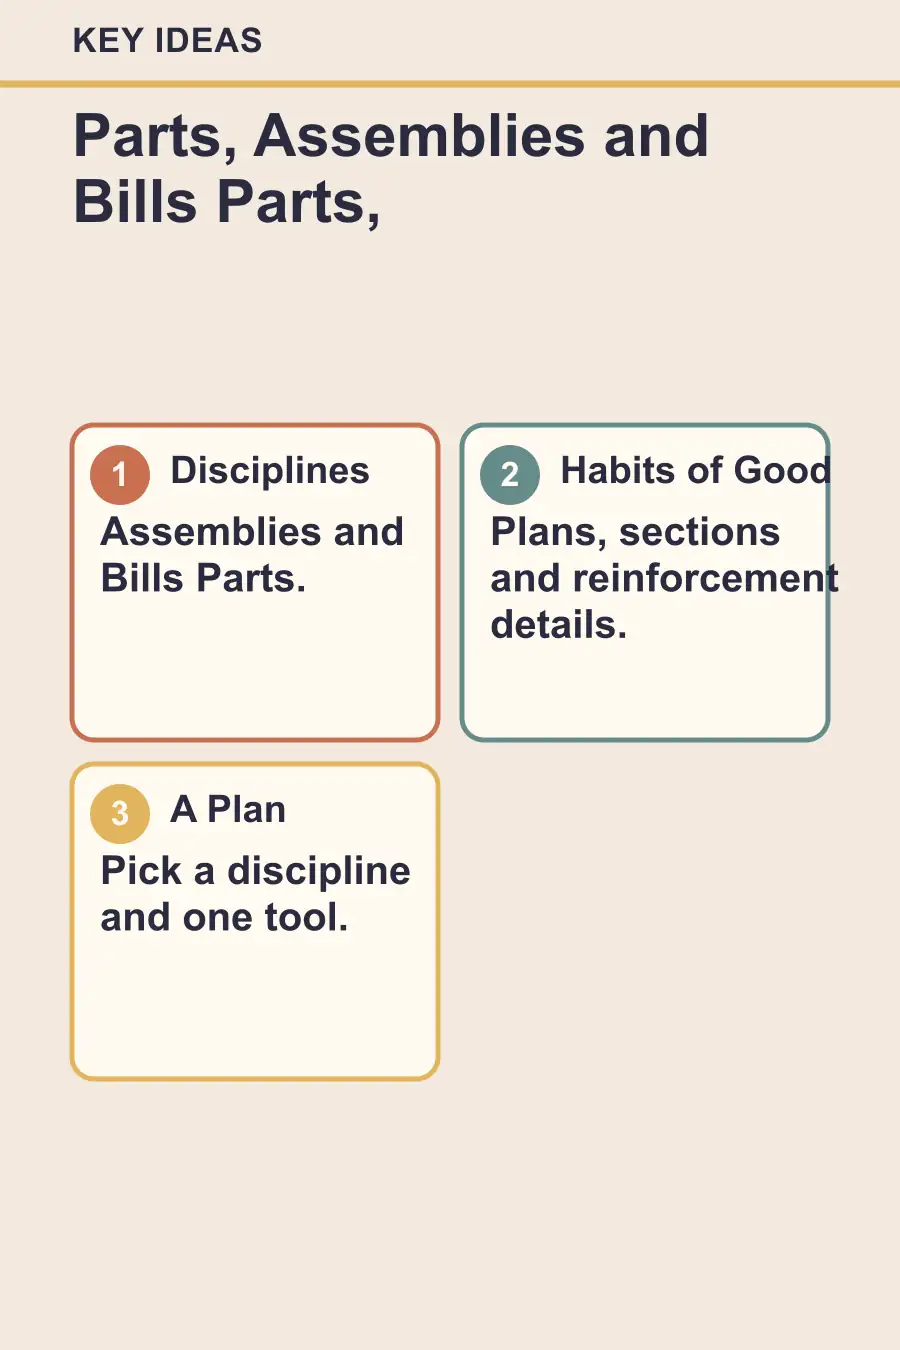 KEY IDEAS
Parts, Assemblies and
Bills Parts,
1 Disciplines
Assemblies and
Bills Parts.
2 Habits of Good
Plans, sections
and reinforcement
details.
3 A Plan
Pick a discipline
and one tool.